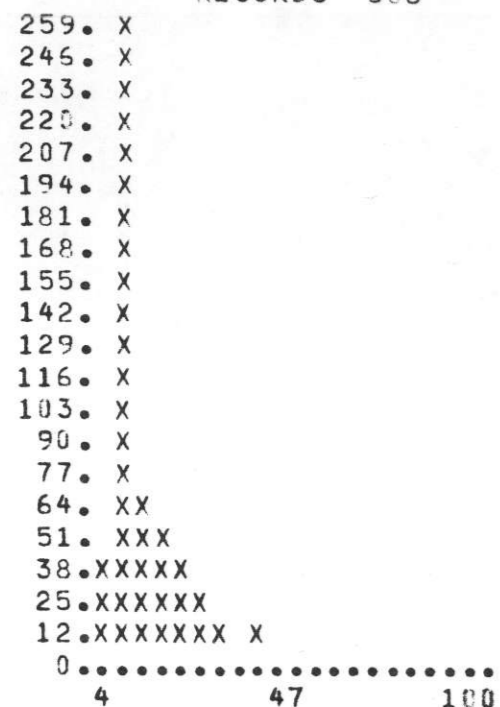 259. X
246. X
233. X
220. X
207. X
194. X
181. X
168. X
155. X
142. X
129. X
116. X
103. X
90. X
77. X
64. XX
51. XXX
38.XXXXX
25.XXXXXX
12.XXXXXXX X
0......................
4 47 100